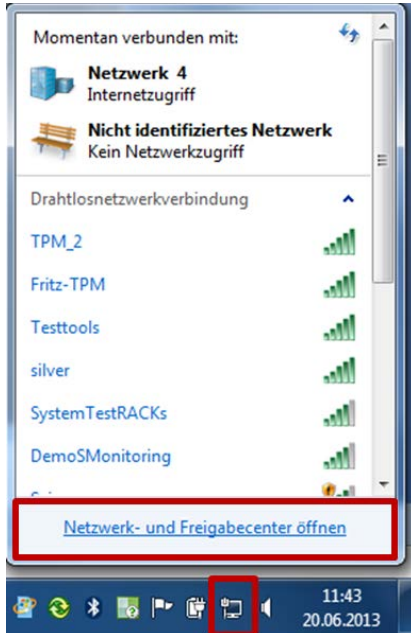 Momentan verbunden mit:
Netzwerk 4
Internetzugriff
Nicht identifiziertes Netzwerk
Kein Netzwerkzugriff
Drahtlosnetzwerkverbindung
TPM_2
Fritz-TPM
Testtools
silver
SystemTestRACKs
DemoSMonitoring
Netzwerk- und Freigabecenter öffnen
11:43
20.06.2013